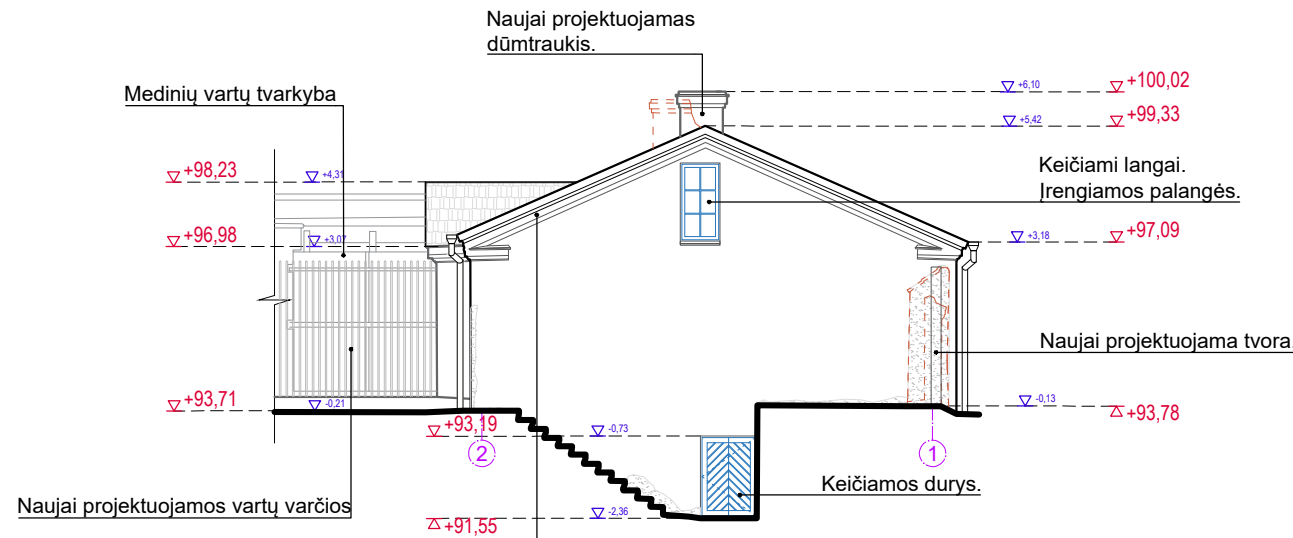 Naujai projektuojamas
dūmtraukis.
Medinių vartų tvarkyba
+6,10
+100,02
+5,42
+99,33
+98,23
+4,31
Keičiami langai.
Įrengiamos palangės.
+96,98
+3,07
+3,18
+97,09
Naujai projektuojama tvora.
+93,71
-0,21
-0,13
+93,78
+93,19
-0,73
2
1
Keičiamos durys.
Naujai projektuojamos vartų varčios
+91,55
-2,36